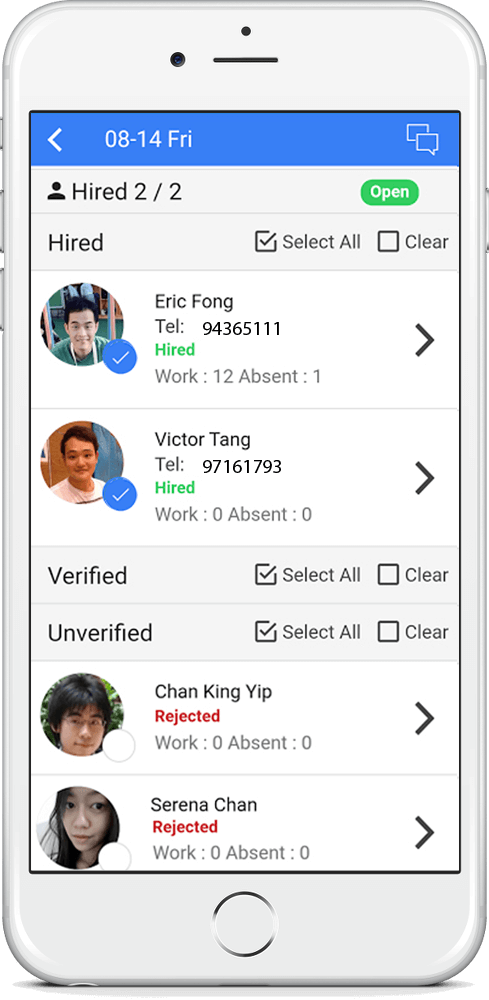 08-14 Fri
Hired 2 / 2 Open
Hired Select All Clear
Eric Fong
Tel: 94365111
Hired
Work : 12 Absent : 1
Victor Tang
Tel: 97161793
Hired
Work : 0 Absent : 0
Verified Select All Clear
Unverified Select All Clear
Chan King Yip
Rejected
Work : 0 Absent : 0
Serena Chan
Rejected
Work : 0 Absent : 0